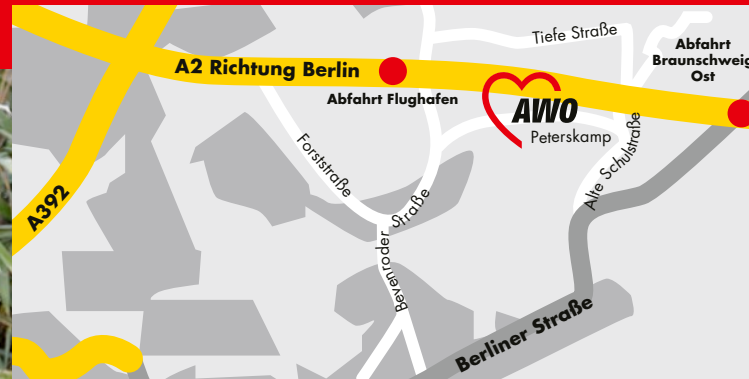 Tiefe Straße
Abfahrt
Braunschweig
Ost
A2 Richtung Berlin
Abfahrt Flughafen
AWO
Peterskamp
Forststraße
Alte Schulstraße
A392
Bevenroder Straße
Berliner Straße